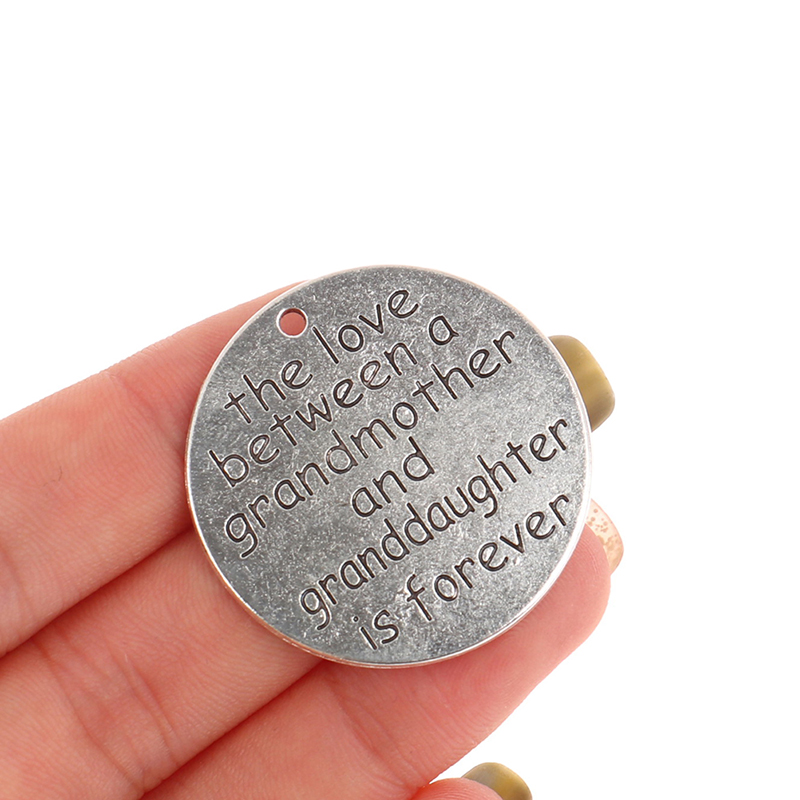 the love
between a
grandmother
and
granddaughter
is forever